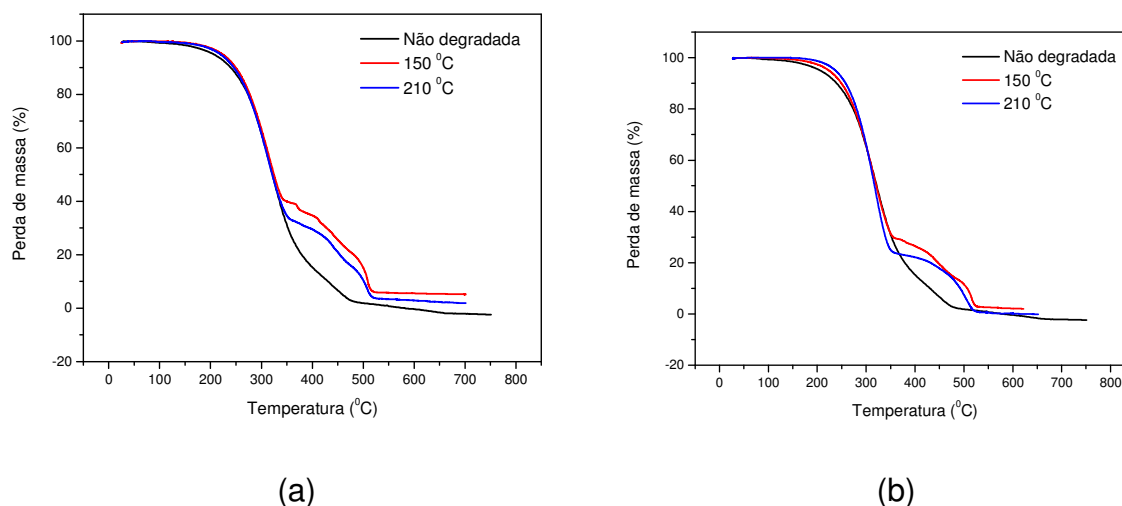 Perda de massa (%)
100
80
60
40
20
0
-20
Não degradada
150 ⁰C
210 ⁰C
0 100 200 300 400 500 600 700 800
Temperatura (⁰C)
(a)
Perda de massa (%)
100
80
60
40
20
0
-20
Não degradada
150 ⁰C
210 ⁰C
0 100 200 300 400 500 600 700 800
Temperatura (⁰C)
(b)